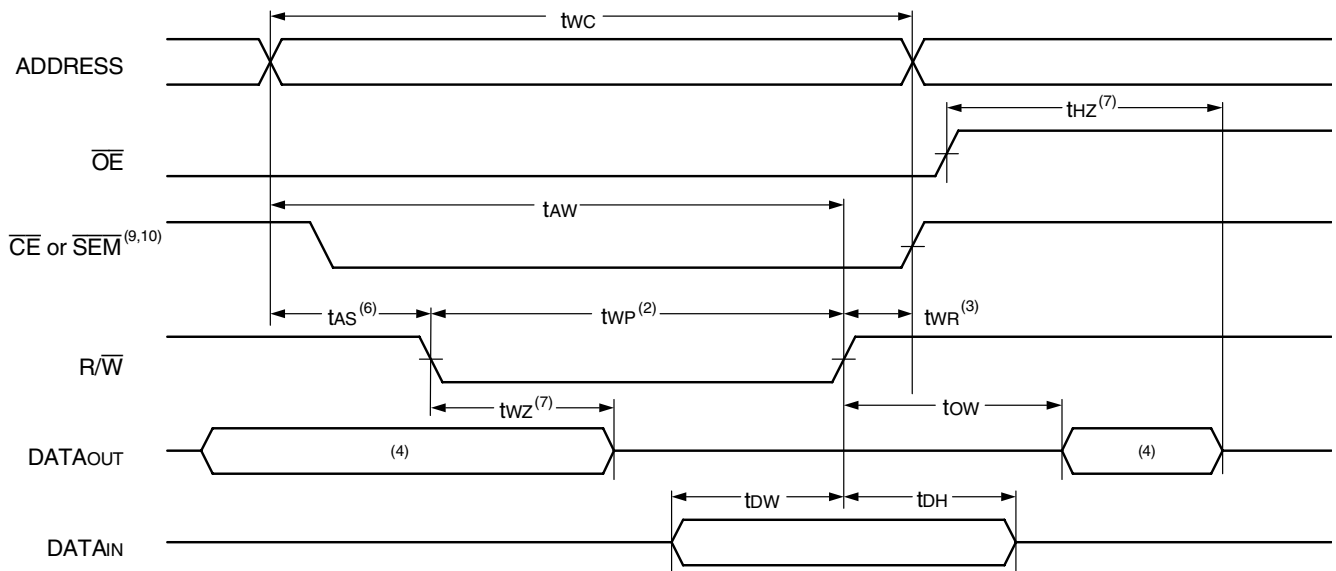 tWC
ADDRESS
tHZ(7)
OE
tAW
CE or SEM(9,10)
tAS(6)
tWP(2)
tWR(3)
R/W
tWZ(7)
tOW
DATAOUT
(4)
(4)
tDW
tDH
DATAIN